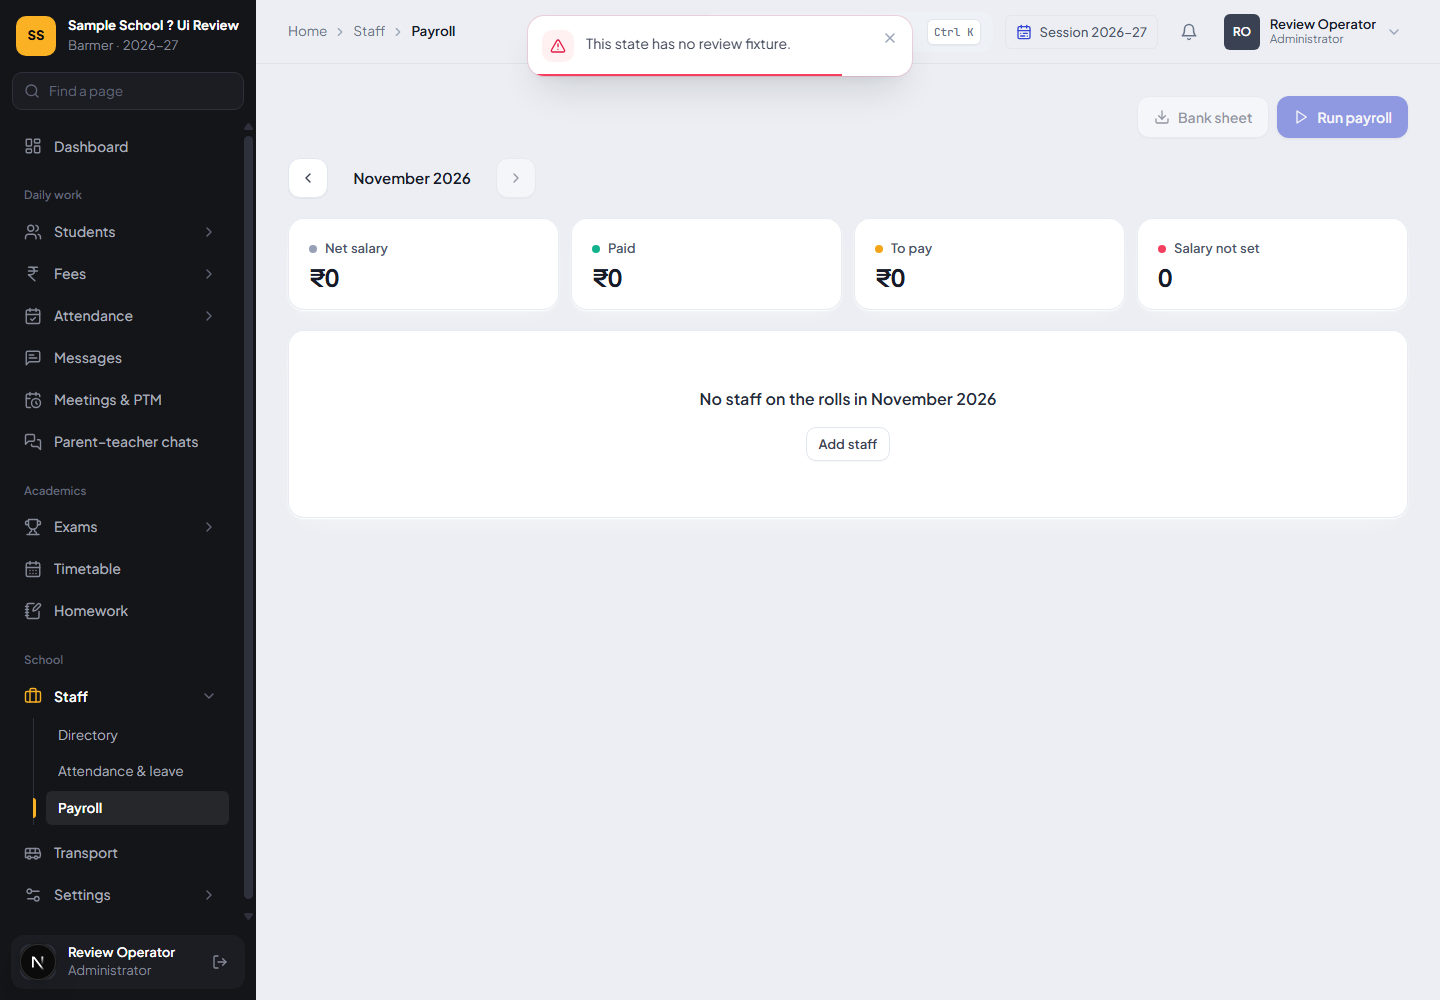 SS
Sample School ? Ui Review
Barmer · 2026–27
Find a page
Dashboard
Daily work
Students
Fees
Attendance
Messages
Meetings & PTM
Parent–teacher chats
Academics
Exams
Timetable
Homework
School
Staff
Directory
Attendance & leave
Payroll
Transport
Settings
N
Review Operator
Administrator
Home
Staff
Payroll
This state has no review fixture.
Ctrl K
Session 2026–27
RO
Review Operator
Administrator
Bank sheet
Run payroll
November 2026
Net salary
₹0
Paid
₹0
To pay
₹0
Salary not set
0
No staff on the rolls in November 2026
Add staff